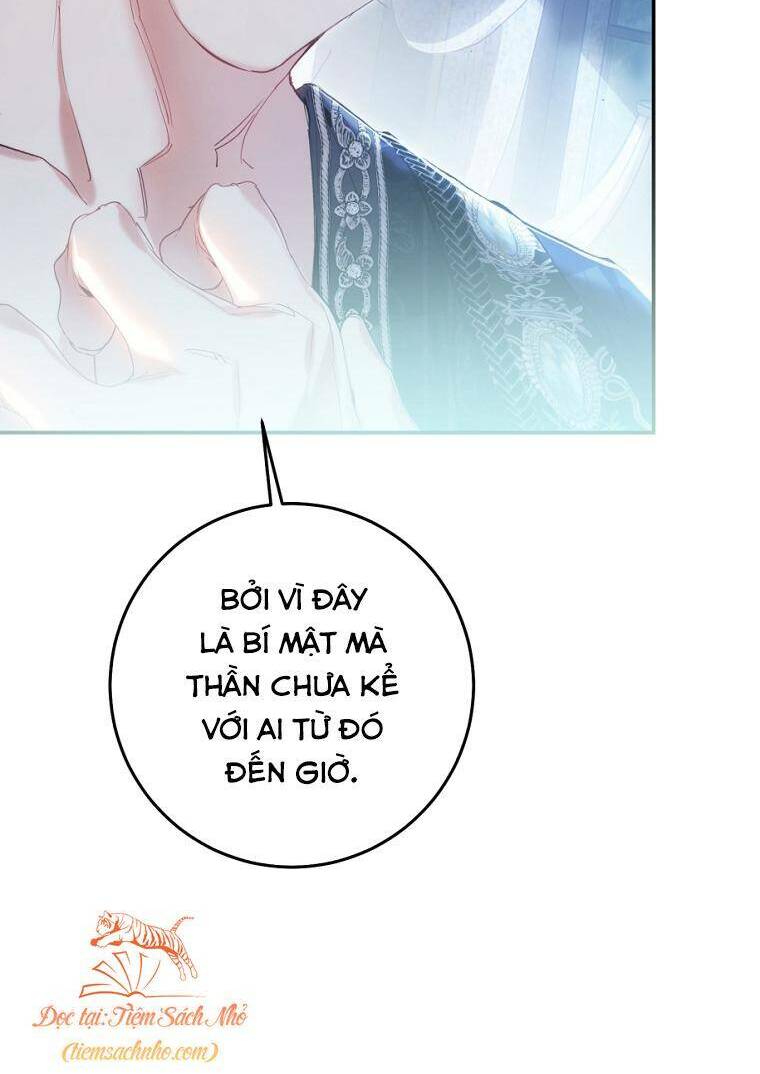 BỞI VÌ ĐÂY
LÀ BÍ MẬT MÀ
THẦN CHƯA KỂ
VỚI AI TỪ ĐÓ
ĐẾN GIỜ.
Đọc tại: Tiệm Sách Nhỏ
(tiemsachnho.com)